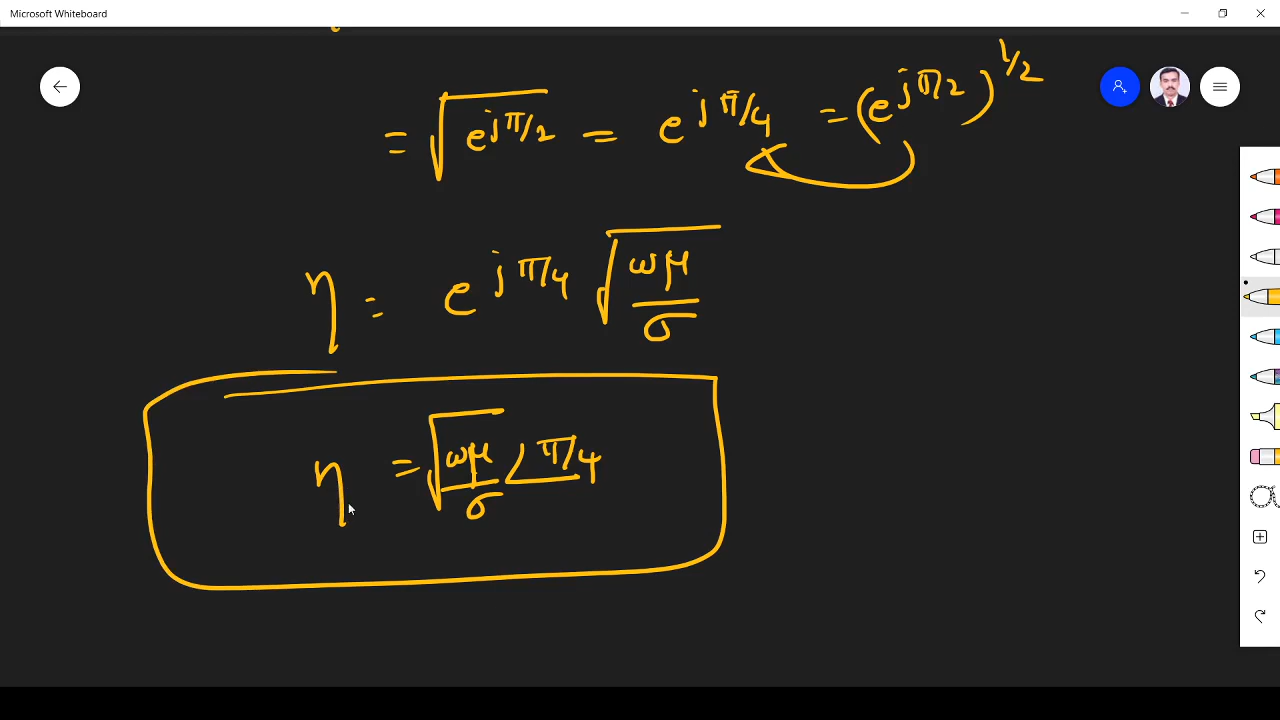 Microsoft Whiteboard
= √(e^{jπ/2}) = e^{jπ/4} = (e^{jπ/2})^{1/2}
η = e^{jπ/4} √(ωμ/σ)
η = √(ωμ/σ) ∠π/4